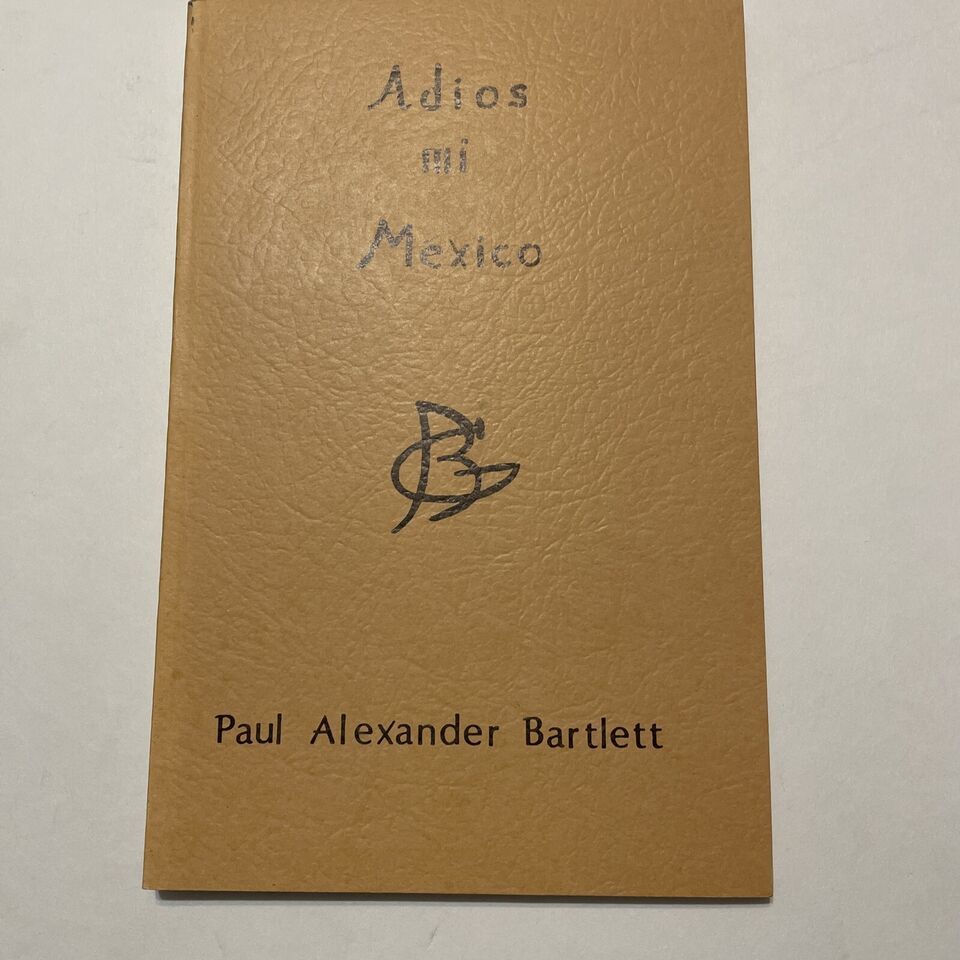 Adios
mi
Mexico
Paul Alexander Bartlett